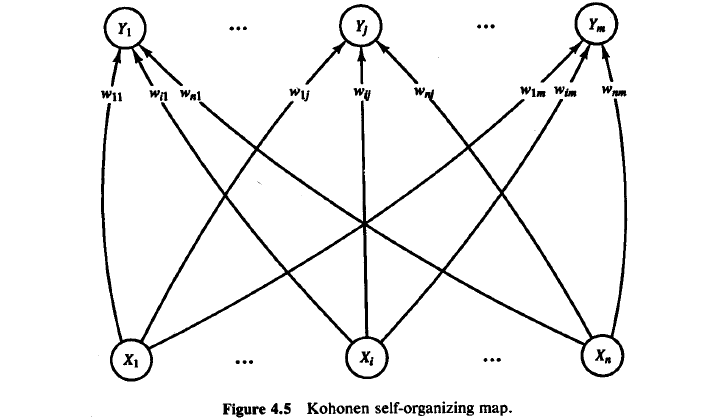 Y1 ... Yj ... Ym
w11 wi1 wn1 w1j wij wnj w1m wim wnm
X1 ... Xi ... Xn
Figure 4.5 Kohonen self-organizing map.